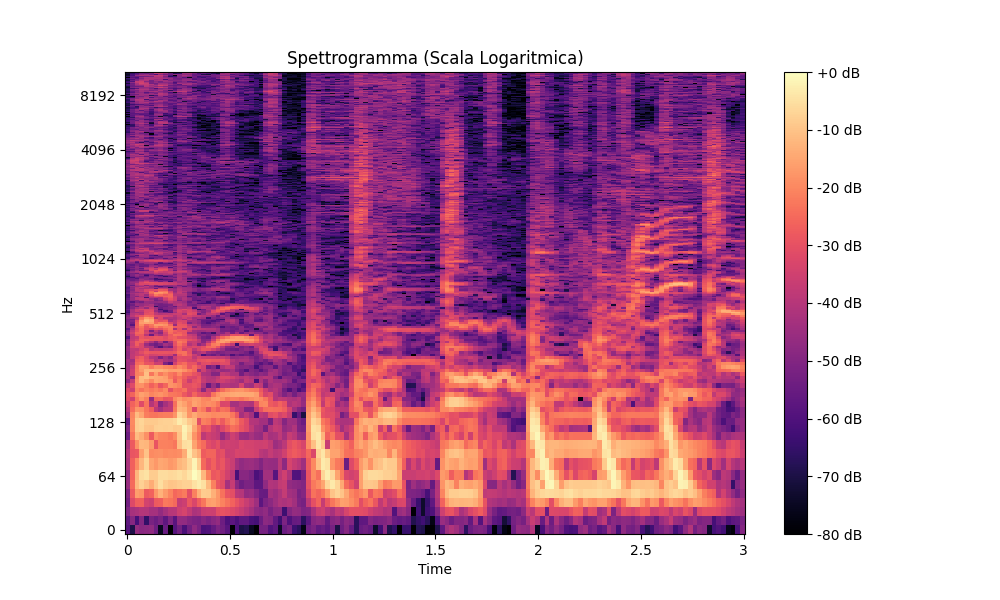 Spettrogramma (Scala Logaritmica)
Hz
8192
4096
2048
1024
512
256
128
64
0
0
0.5
1
1.5
2
2.5
3
Time
+0 dB
-10 dB
-20 dB
-30 dB
-40 dB
-50 dB
-60 dB
-70 dB
-80 dB